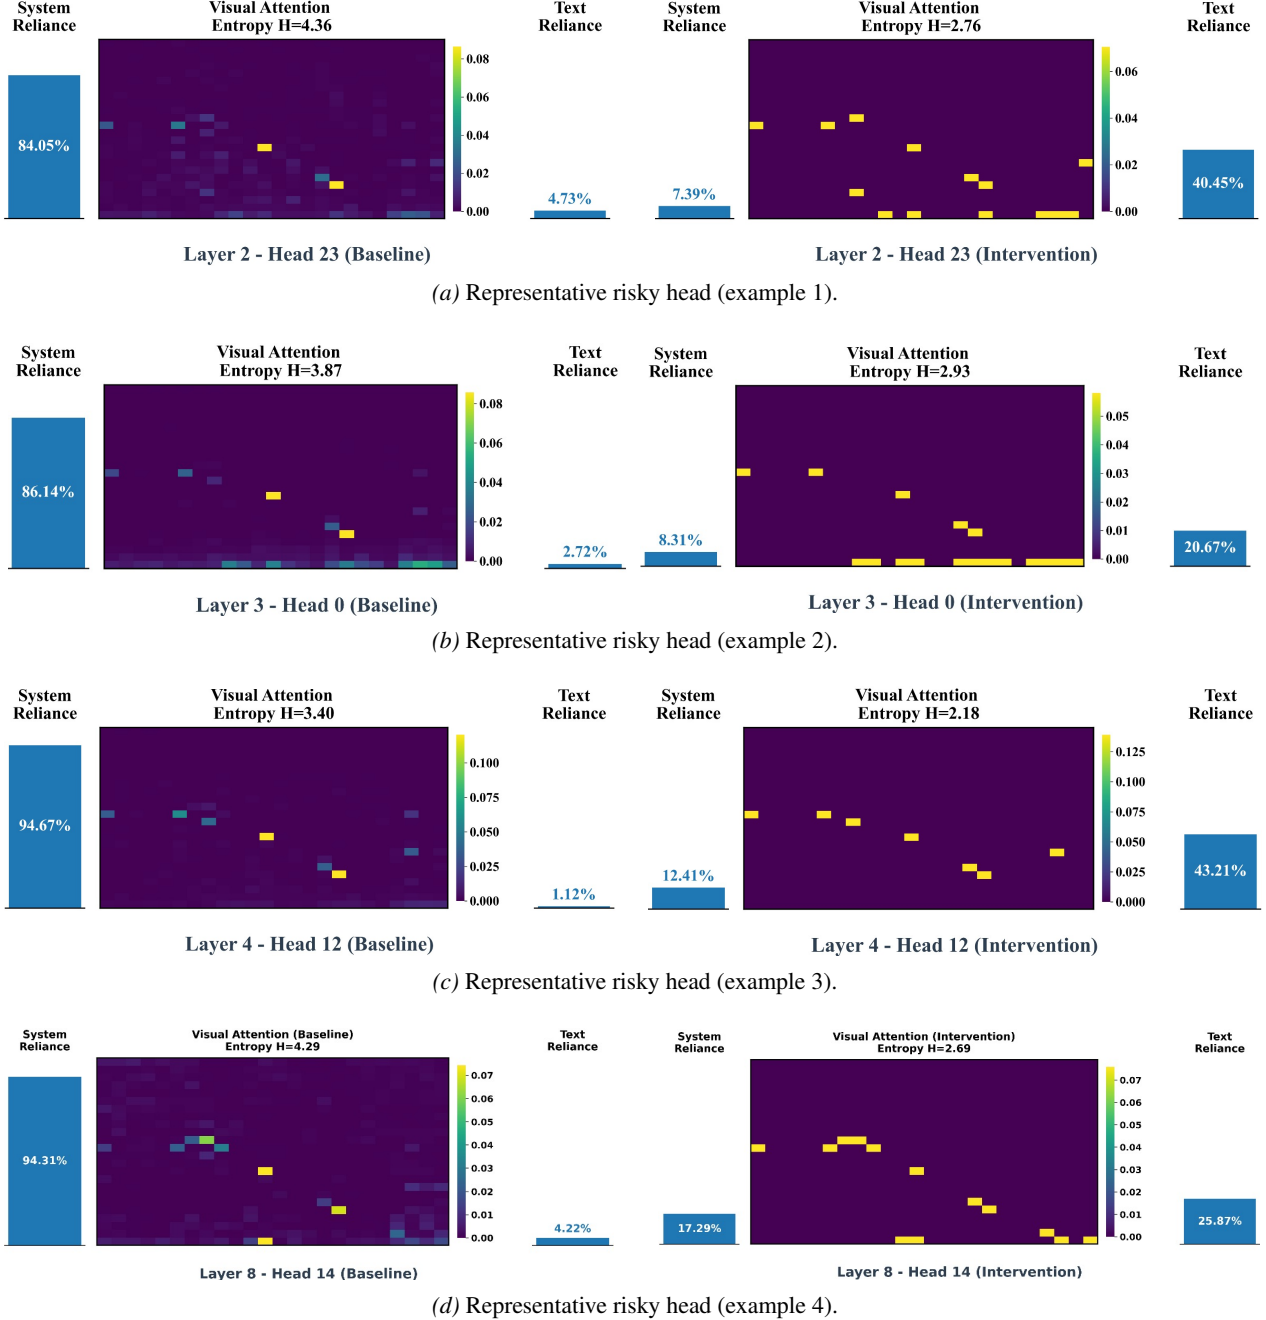 System
Reliance
Visual Attention
Entropy H=4.36
Text
Reliance
System
Reliance
Visual Attention
Entropy H=2.76
Text
Reliance
84.05%
0.08
0.06
0.04
0.02
0.00
4.73%
7.39%
0.06
0.04
0.02
0.00
40.45%
Layer 2 - Head 23 (Baseline)
Layer 2 - Head 23 (Intervention)
(a) Representative risky head (example 1).
System
Reliance
Visual Attention
Entropy H=3.87
Text
Reliance
System
Reliance
Visual Attention
Entropy H=2.93
Text
Reliance
86.14%
0.08
0.06
0.04
0.02
0.00
2.72%
8.31%
0.05
0.04
0.03
0.02
0.01
0.00
20.67%
Layer 3 - Head 0 (Baseline)
Layer 3 - Head 0 (Intervention)
(b) Representative risky head (example 2).
System
Reliance
Visual Attention
Entropy H=3.40
Text
Reliance
System
Reliance
Visual Attention
Entropy H=2.18
Text
Reliance
94.67%
0.100
0.075
0.050
0.025
0.000
1.12%
12.41%
0.125
0.100
0.075
0.050
0.025
0.000
43.21%
Layer 4 - Head 12 (Baseline)
Layer 4 - Head 12 (Intervention)
(c) Representative risky head (example 3).
System
Reliance
Visual Attention (Baseline)
Entropy H=4.29
Text
Reliance
System
Reliance
Visual Attention (Intervention)
Entropy H=2.69
Text
Reliance
94.31%
0.07
0.06
0.05
0.04
0.03
0.02
0.01
0.00
4.22%
17.29%
0.07
0.06
0.05
0.04
0.03
0.02
0.01
0.00
25.87%
Layer 8 - Head 14 (Baseline)
Layer 8 - Head 14 (Intervention)
(d) Representative risky head (example 4).